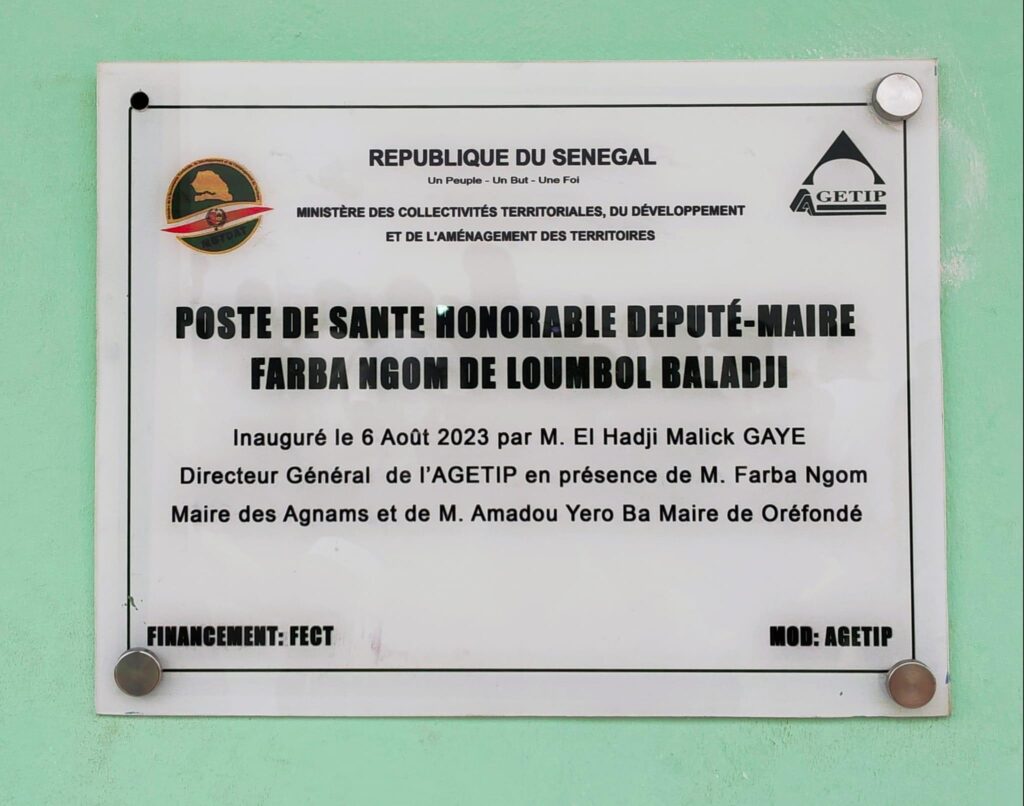 REPUBLIQUE DU SENEGAL
Un Peuple - Un But - Une Foi
MINISTÈRE DES COLLECTIVITÉS TERRITORIALES, DU DÉVELOPPEMENT
ET DE L'AMÉNAGEMENT DES TERRITOIRES
AGETIP
POSTE DE SANTE HONORABLE DEPUTÉ-MAIRE
FARBA NGOM DE LOUMBOL BALADJI
Inauguré le 6 Août 2023 par M. El Hadji Malick GAYE
Directeur Général de l'AGETIP en présence de M. Farba Ngom
Maire des Agnams et de M. Amadou Yero Ba Maire de Oréfondé
FINANCEMENT: FECT
MOD: AGETIP